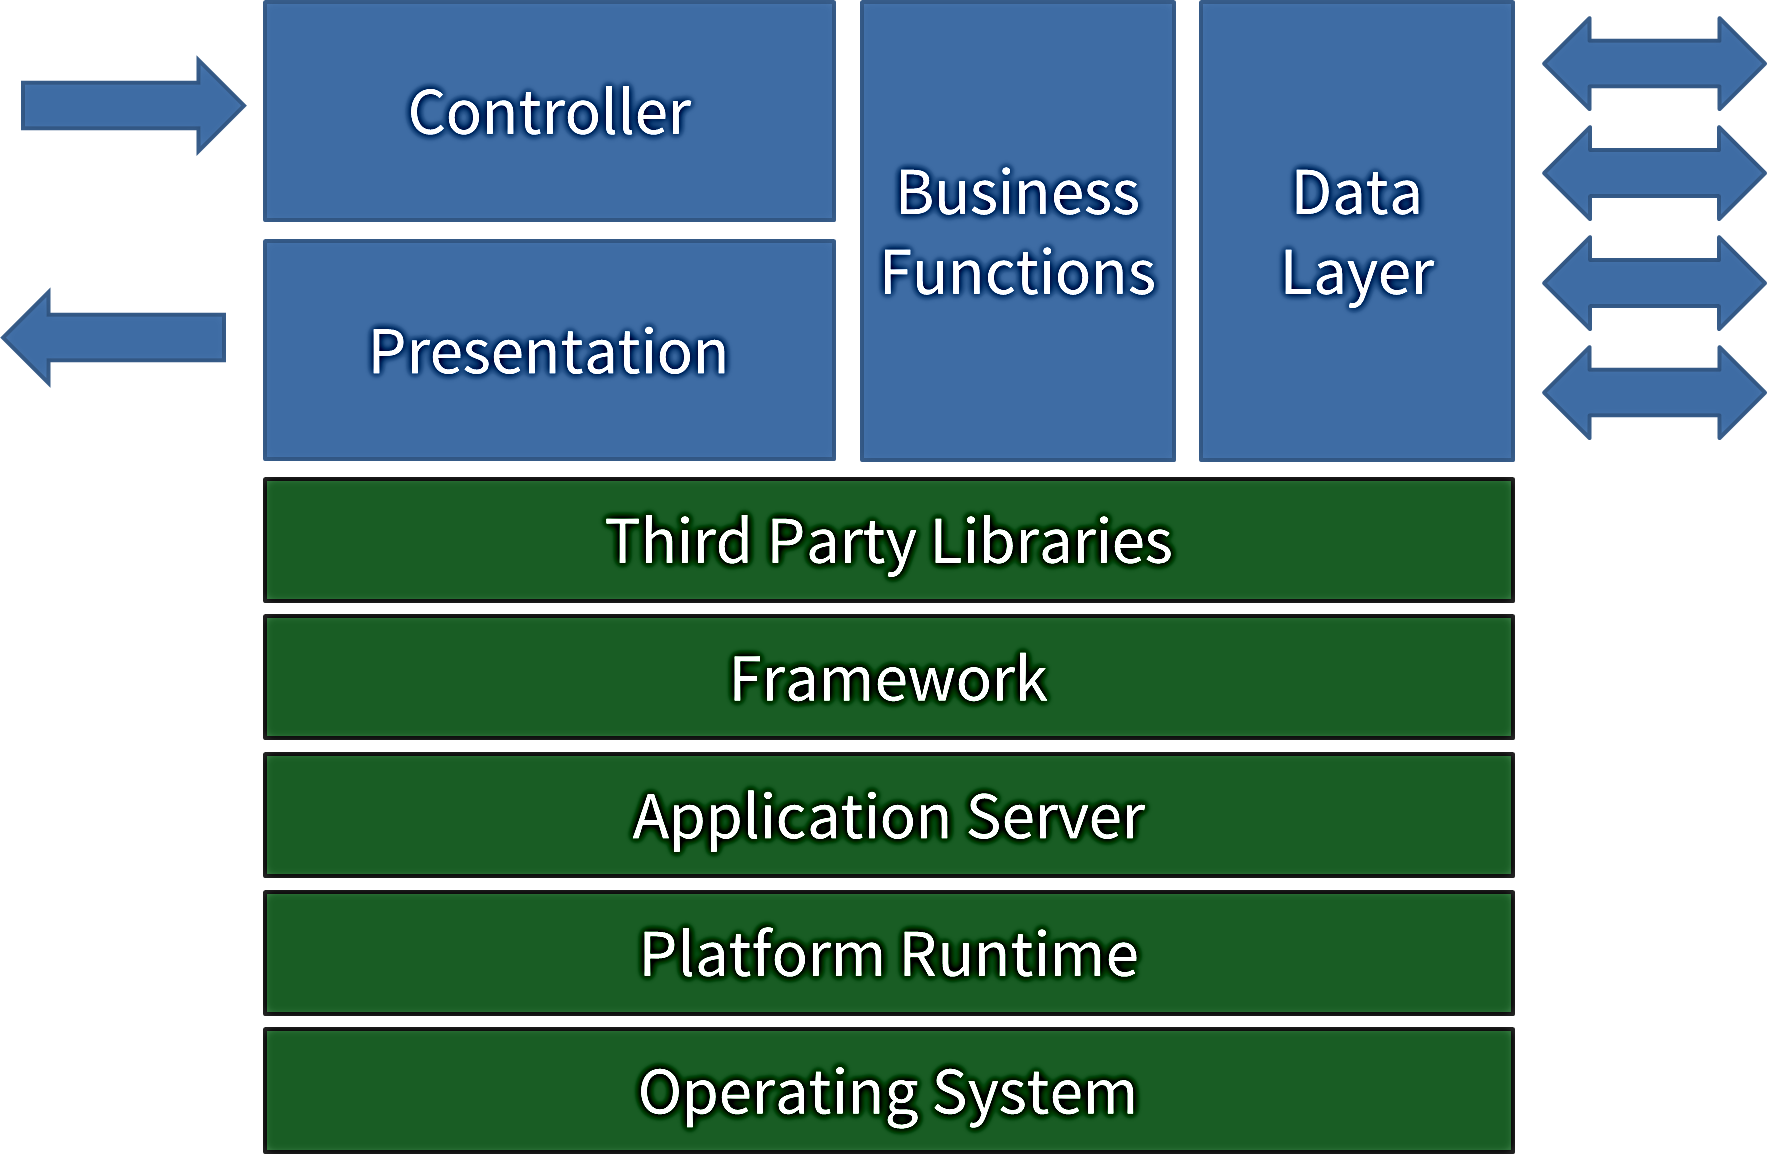 Controller
Presentation
Business
Functions
Data
Layer
Third Party Libraries
Framework
Application Server
Platform Runtime
Operating System